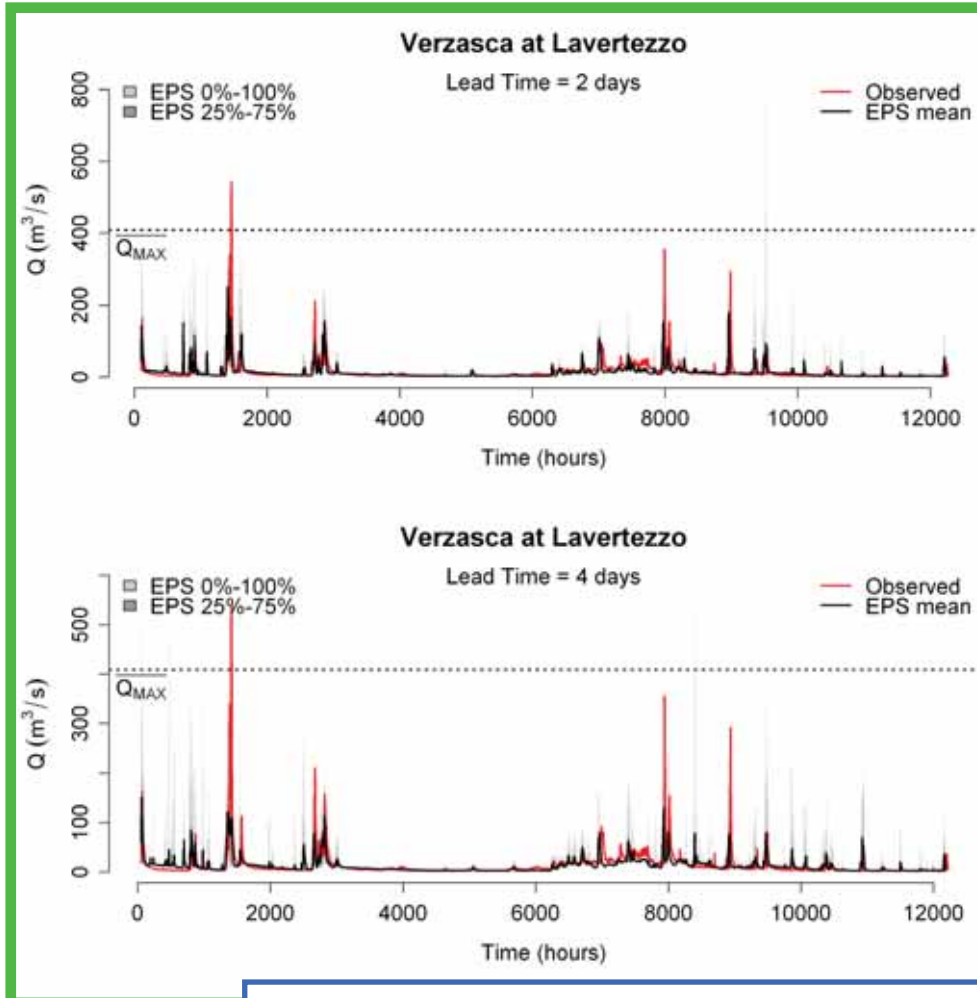 Verzasca at Lavertezzo
Lead Time = 2 days
EPS 0%-100%
EPS 25%-75%
Observed
EPS mean
Q (m³/s)
800
600
400
200
0
Q_MAX
0 2000 4000 6000 8000 10000 12000
Time (hours)
Verzasca at Lavertezzo
Lead Time = 4 days
EPS 0%-100%
EPS 25%-75%
Observed
EPS mean
Q (m³/s)
500
300
100
0
Q_MAX
0 2000 4000 6000 8000 10000 12000
Time (hours)